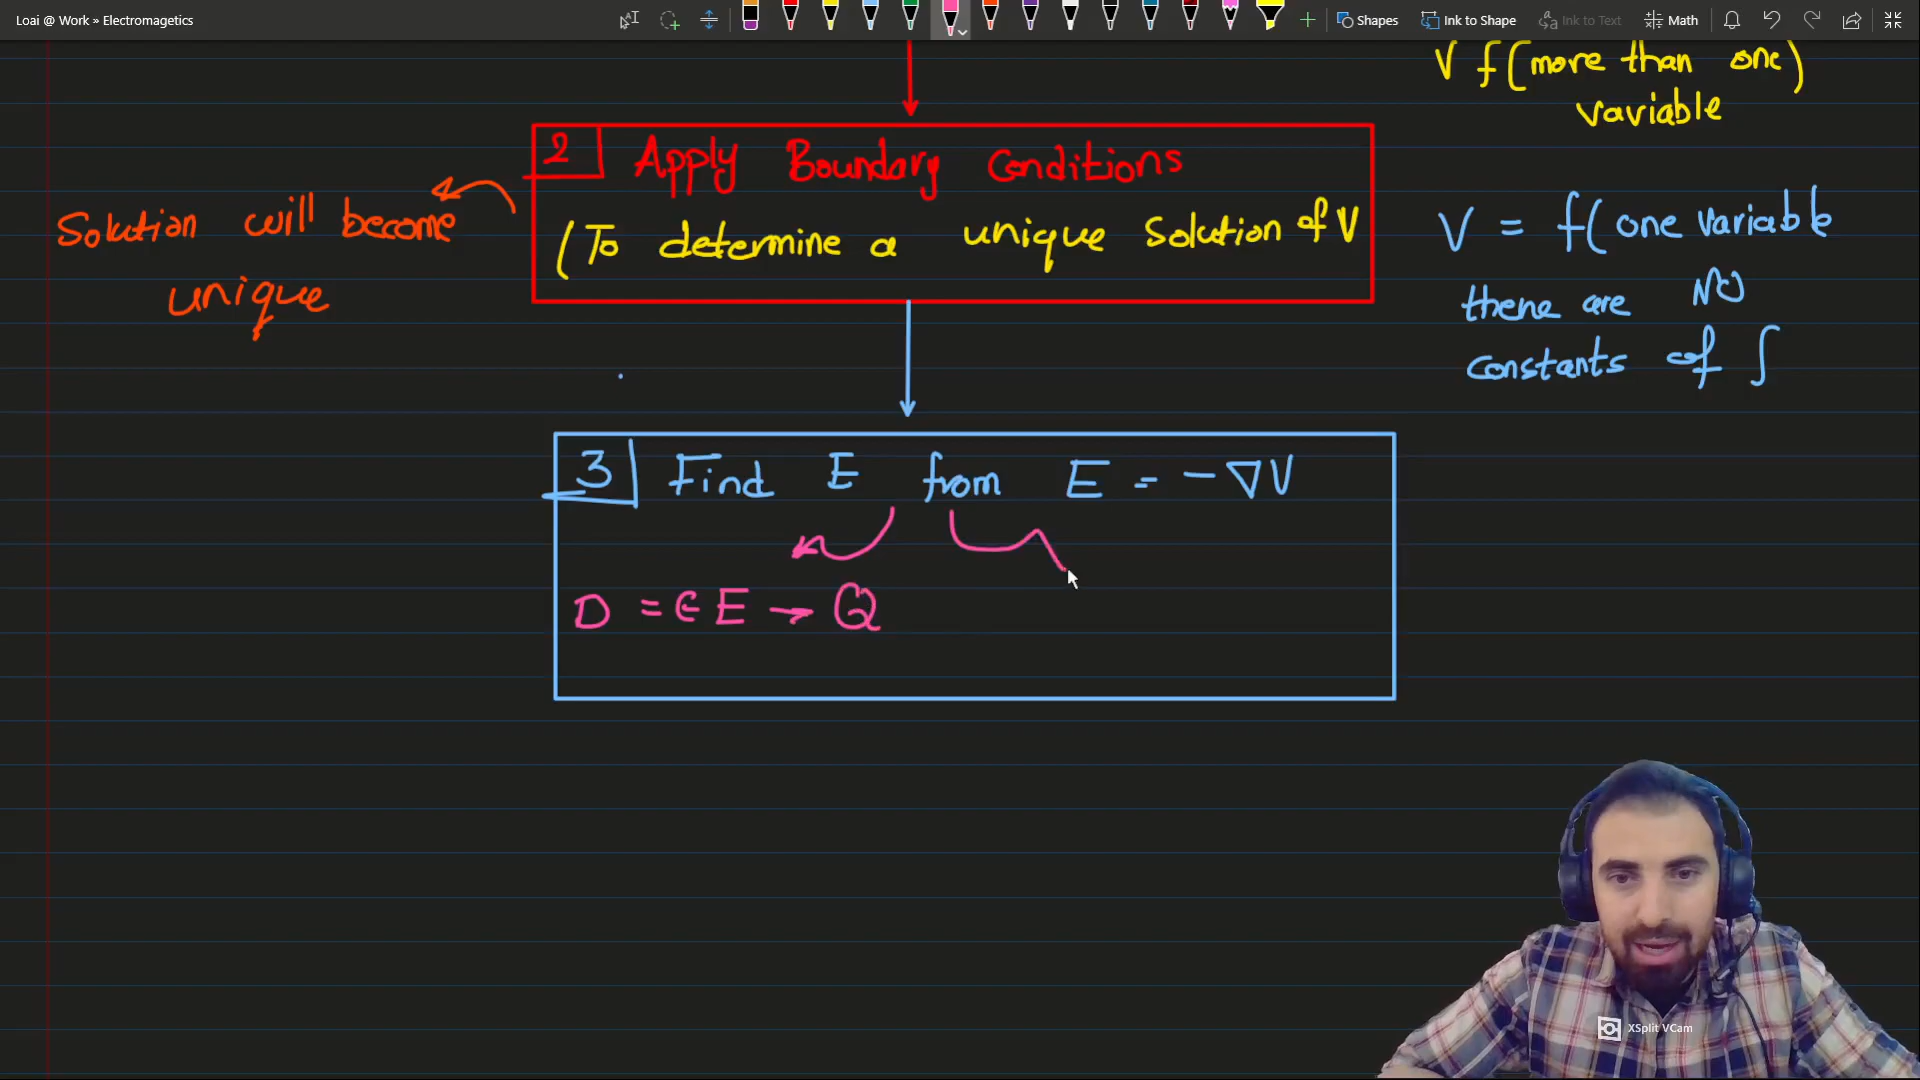 Loai @ Work » Electromagetics
Shapes
Ink to Shape
Ink to Text
Math
V f(more than one)
variable
2 Apply Boundary Conditions
(To determine a unique solution of V
Solution will become
unique
V = f(one variable
there are NO
constants of ∫
3 Find E from E = - ∇V
D = ∈ E → Q
XSplit VCam